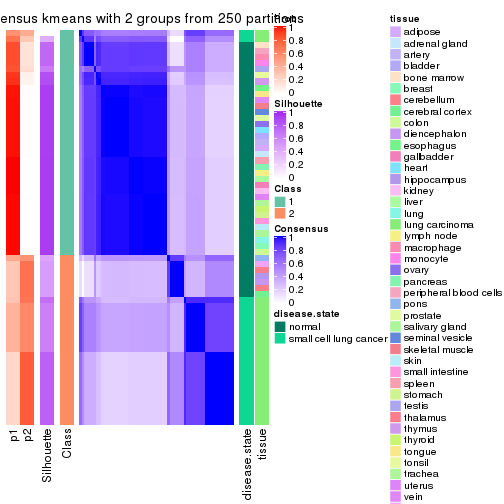 ensus kmeans with 2 groups from 250 partitions
1
0.8
0.6
0.4
0.2
0
Silhouette
1
0.8
0.6
0.4
0.2
0
Class
1
2
Consensus
1
0.8
0.6
0.4
0.2
0
disease.state
normal
small cell lung cancer
tissue
adipose
adrenal gland
artery
bladder
bone marrow
breast
cerebellum
cerebral cortex
colon
diencephalon
esophagus
galbladder
heart
hippocampus
kidney
liver
lung
lung carcinoma
lymph node
macrophage
monocyte
ovary
pancreas
peripheral blood cells
pons
prostate
salivary gland
seminal vesicle
skeletal muscle
skin
small intestine
spleen
stomach
testis
thalamus
thymus
thyroid
tongue
tonsil
trachea
uterus
vein
p1
p2
Silhouette
Class
disease.state
tissue